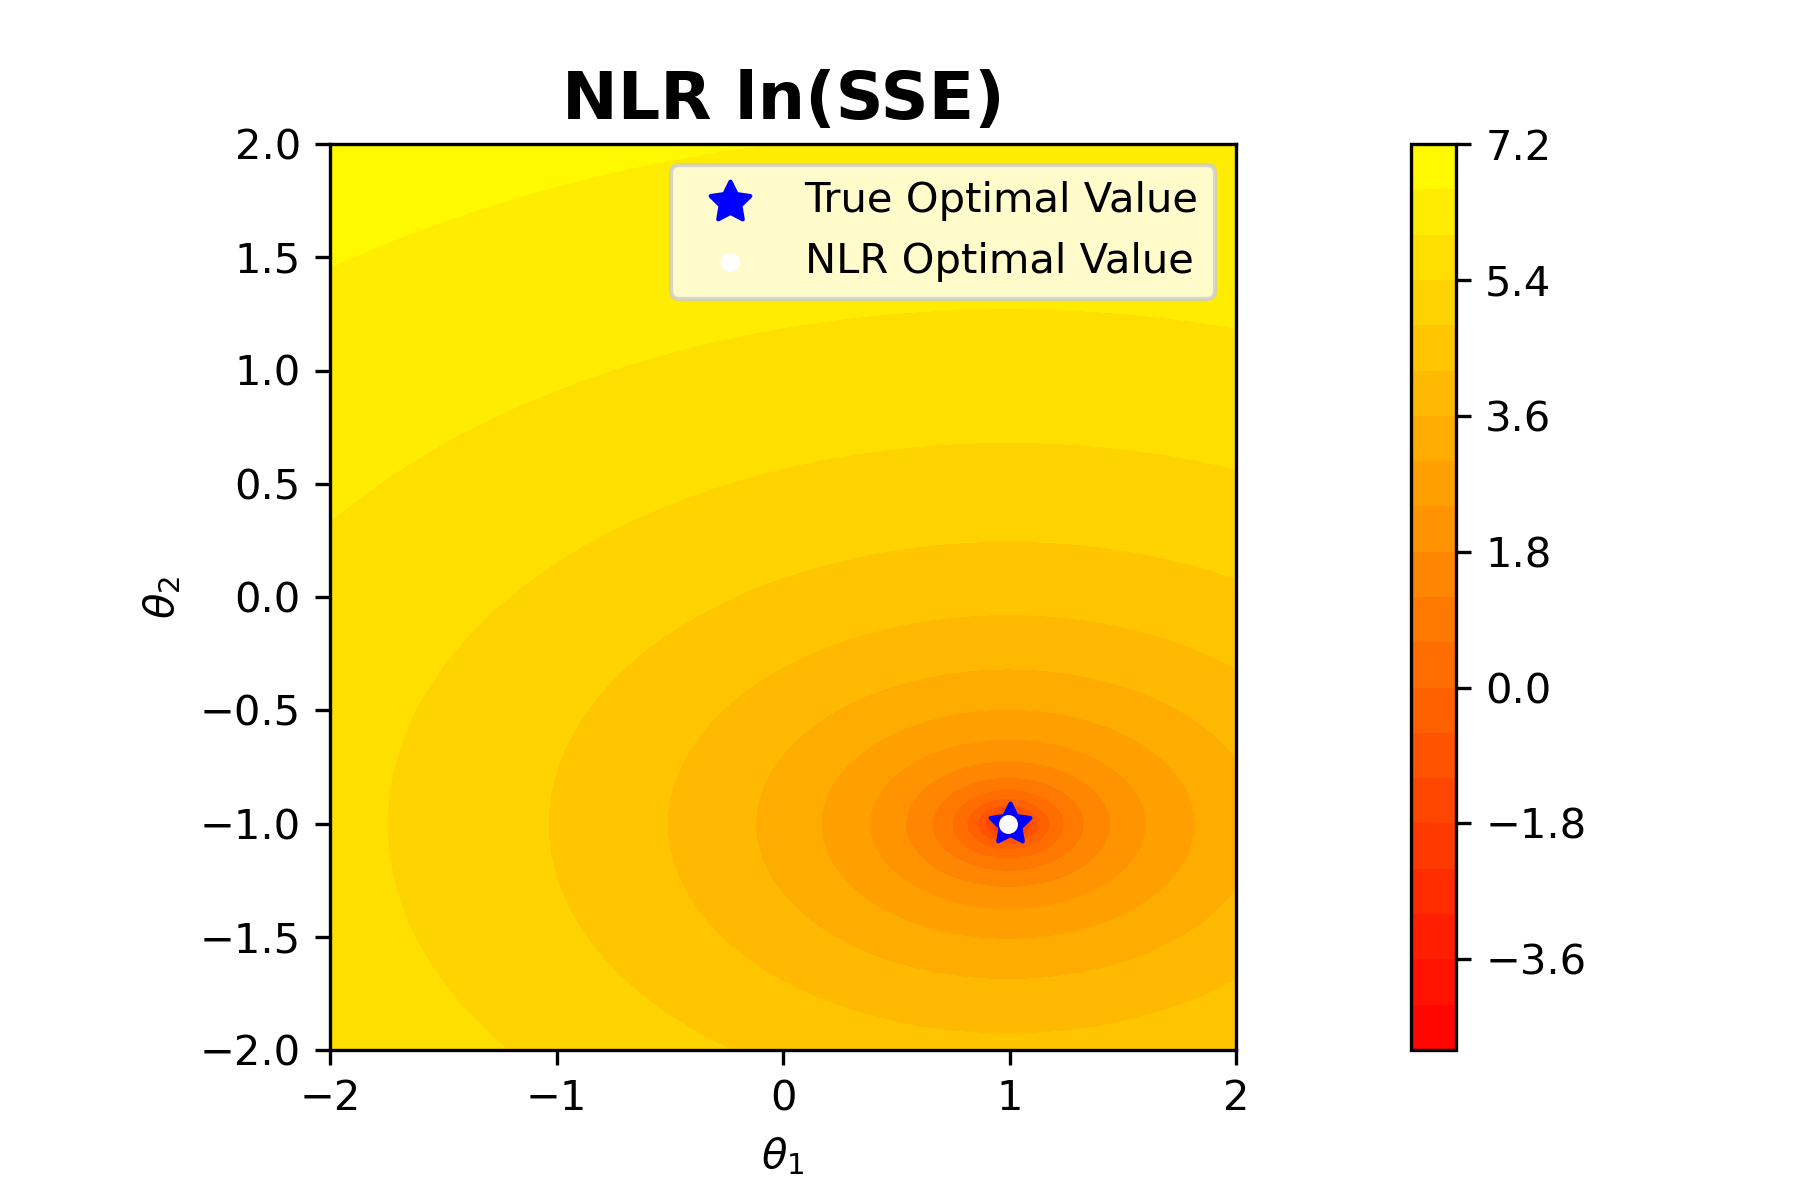 NLR ln(SSE)
True Optimal Value
NLR Optimal Value
2.0
1.5
1.0
0.5
0.0
−0.5
−1.0
−1.5
−2.0
θ₂
−2 −1 0 1 2
θ₁
7.2
5.4
3.6
1.8
0.0
−1.8
−3.6